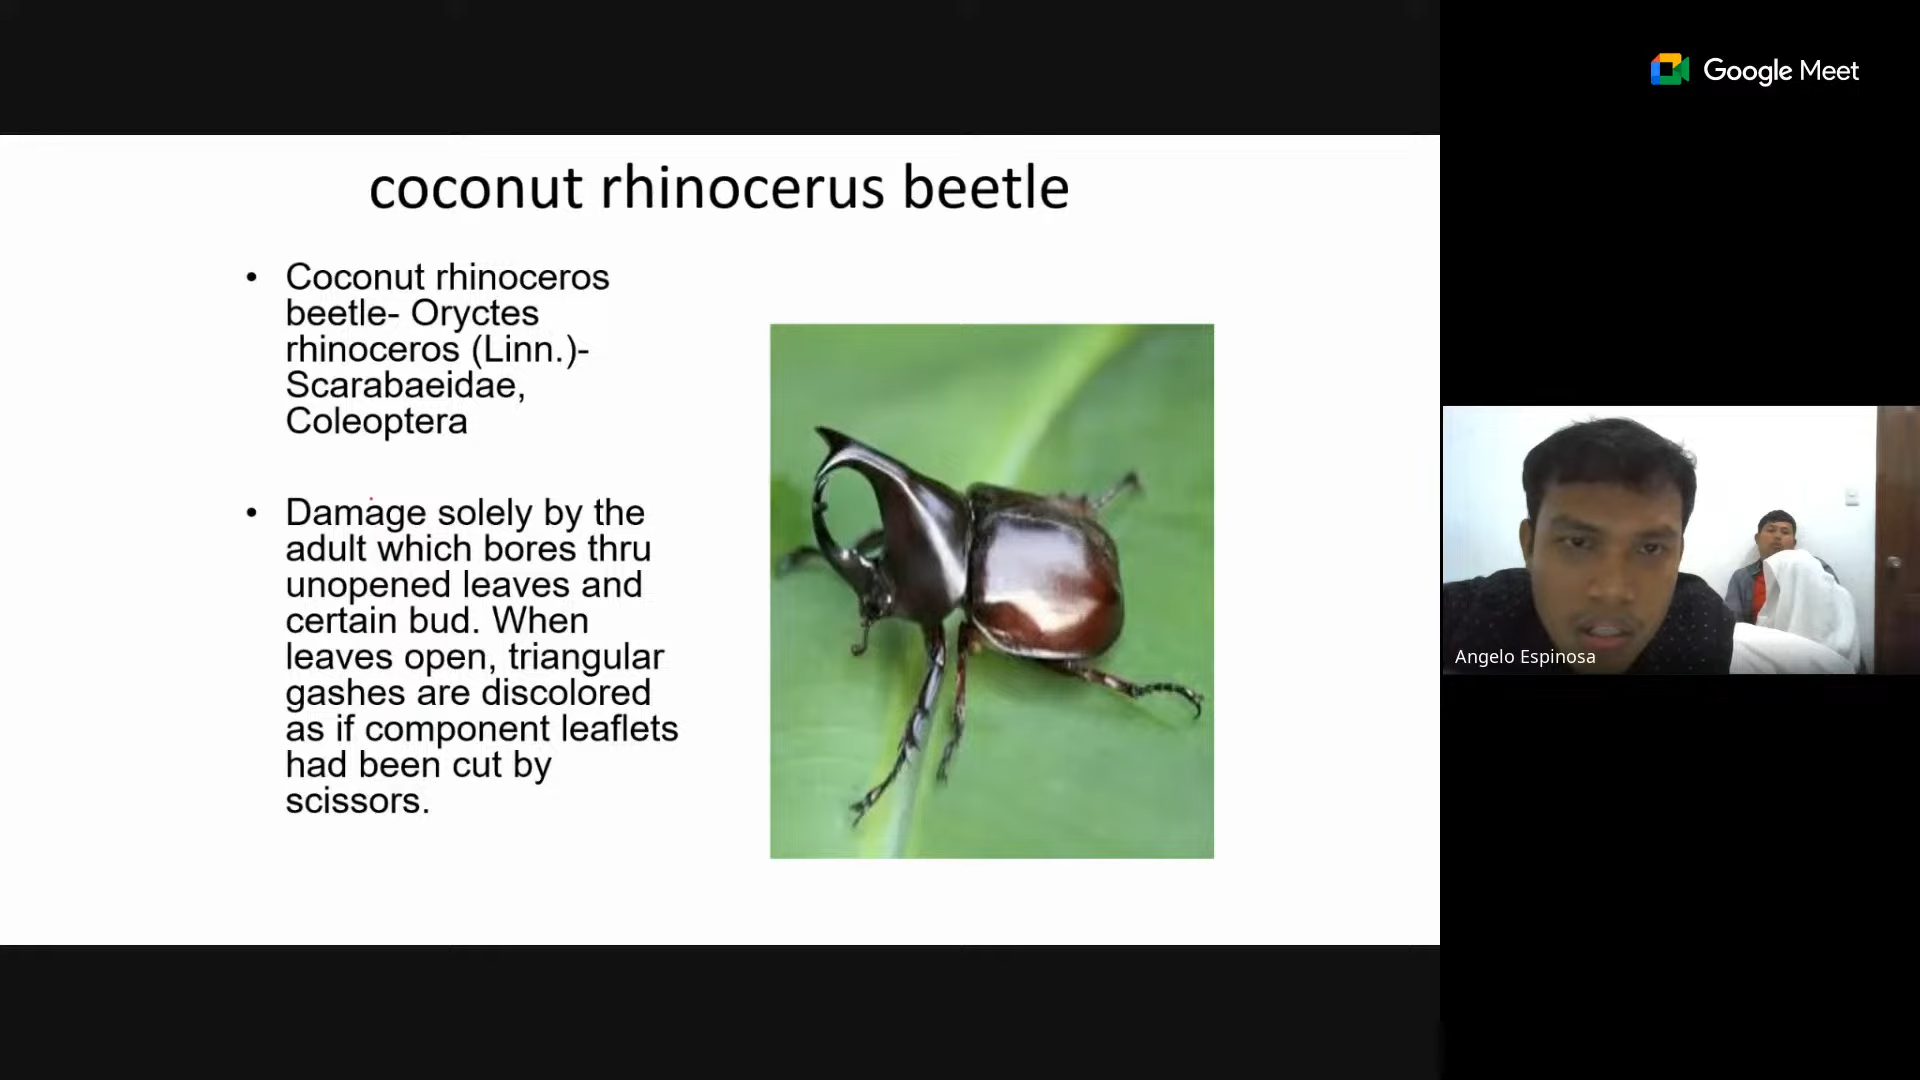 Google Meet
coconut rhinocerus beetle
• Coconut rhinoceros
beetle- Oryctes
rhinoceros (Linn.)-
Scarabaeidae,
Coleoptera
• Damage solely by the
adult which bores thru
unopened leaves and
certain bud. When
leaves open, triangular
gashes are discolored
as if component leaflets
had been cut by
scissors.
Angelo Espinosa